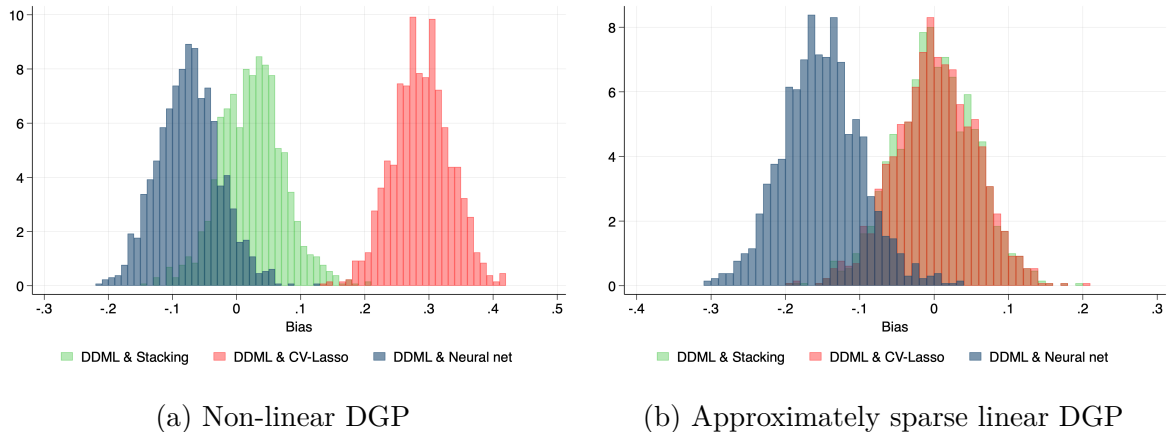 10
8
6
4
2
0
-.3 -.2 -.1 0 .1 .2 .3 .4 .5
Bias
DDML & Stacking DDML & CV-Lasso DDML & Neural net
(a) Non-linear DGP
8
6
4
2
0
-.4 -.3 -.2 -.1 0 .1 .2 .3
Bias
DDML & Stacking DDML & CV-Lasso DDML & Neural net
(b) Approximately sparse linear DGP